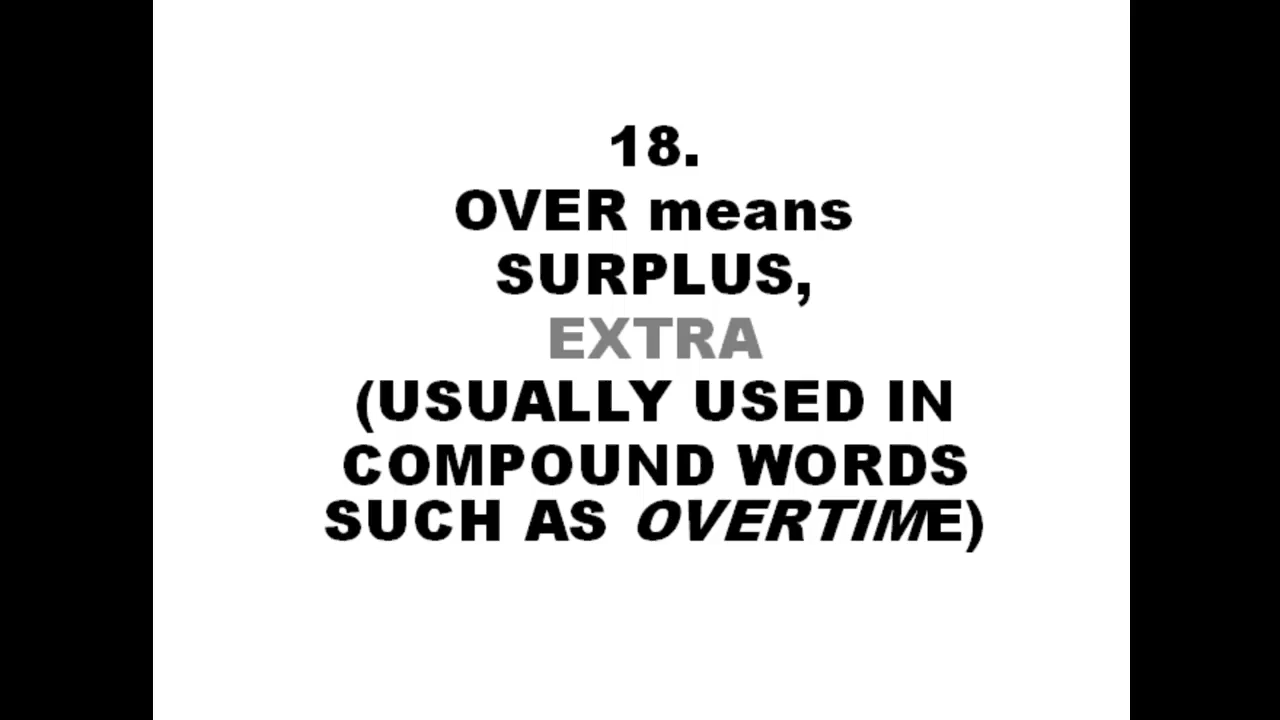 18.
OVER means
SURPLUS,
EXTRA
(USUALLY USED IN
COMPOUND WORDS
SUCH AS OVERTIME)